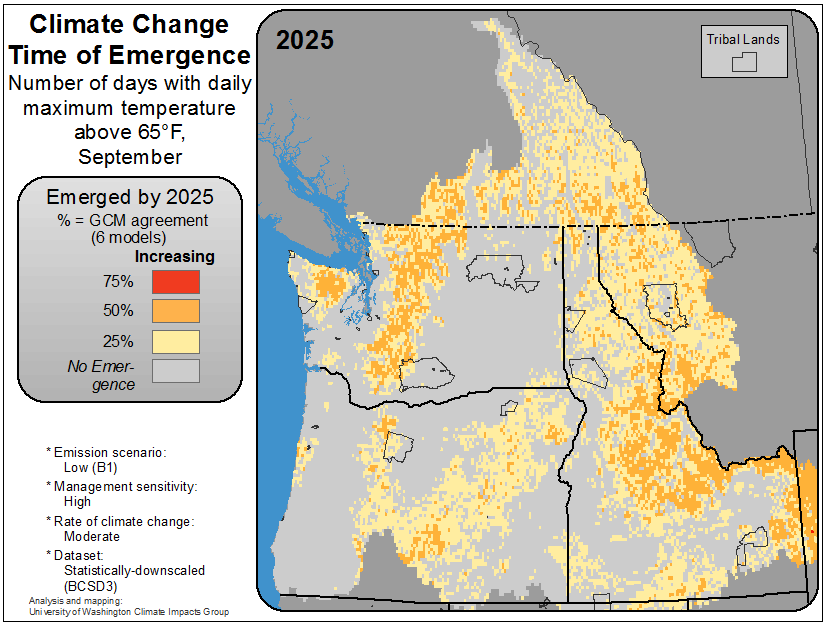 Climate Change
Time of Emergence
Number of days with daily
maximum temperature
above 65°F,
September
Emerged by 2025
% = GCM agreement
(6 models)
Increasing
75%
50%
25%
No Emer-
gence
* Emission scenario:
Low (B1)
* Management sensitivity:
High
* Rate of climate change:
Moderate
* Dataset:
Statistically-downscaled
(BCSD3)
Analysis and mapping:
University of Washington Climate Impacts Group
2025
Tribal Lands